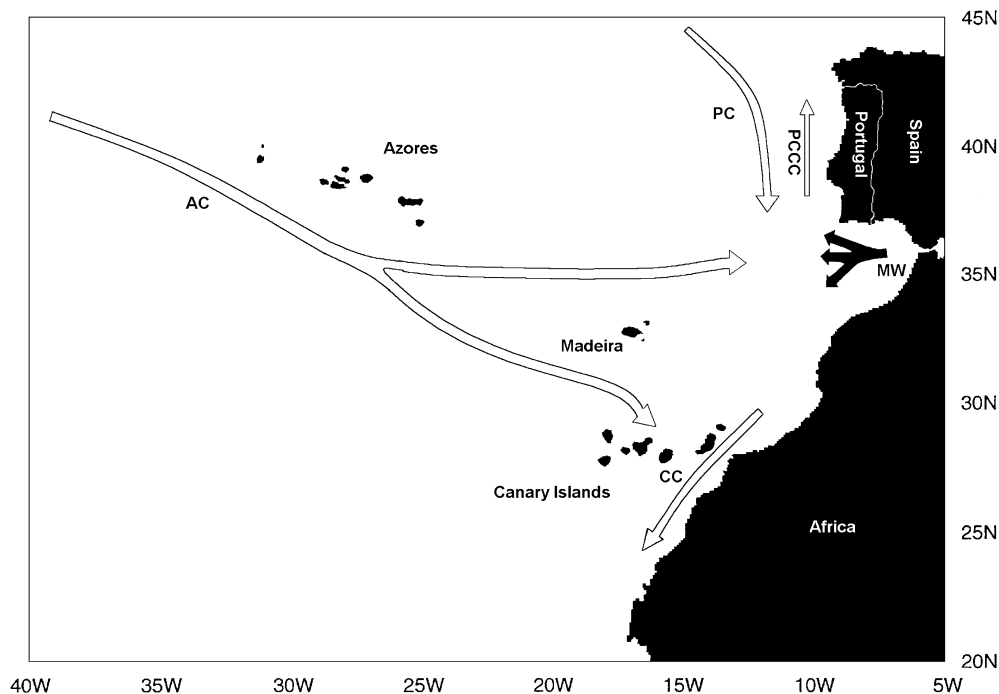 45N
PC
PCCC
Portugal
Spain
40N
Azores
AC
MW
35N
Madeira
30N
CC
Canary Islands
Africa
25N
20N
40W
35W
30W
25W
20W
15W
10W
5W